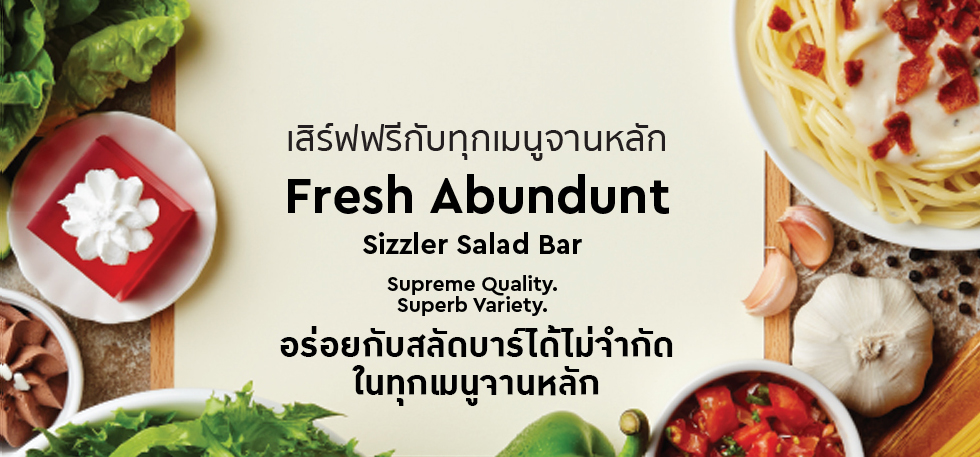 เสิร์ฟฟรีกับทุกเมนูจานหลัก
Fresh Abundunt
Sizzler Salad Bar
Supreme Quality.
Superb Variety.
อร่อยกับสลัดบาร์ได้ไม่จำกัด
ในทุกเมนูจานหลัก